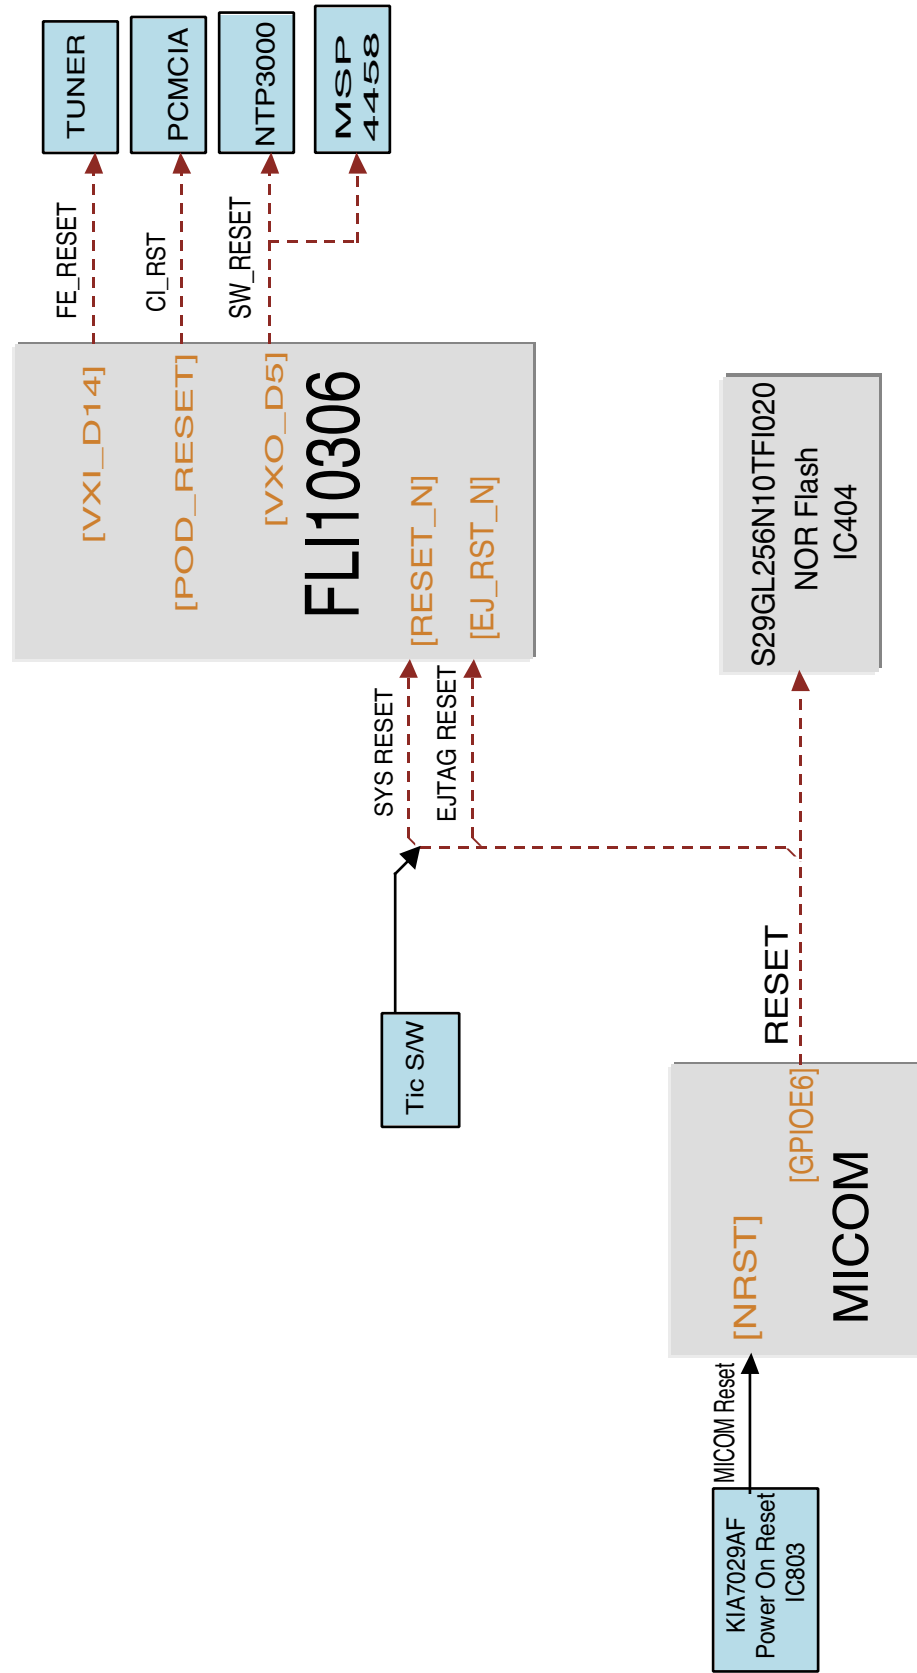 TUNER
PCMCIA
NTP3000
MSP
4458
FE_RESET
CI_RST
SW_RESET
[VXI_D14]
[POD_RESET]
[VXO_D5]
FLI10306
[RESET_N]
[EJ_RST_N]
SYS RESET
EJTAG RESET
S29GL256N10TFI020
NOR Flash
IC404
Tic S/W
RESET
[GPIOE6]
[NRST]
MICOM
MICOM Reset
KIA7029AF
Power On Reset
IC803